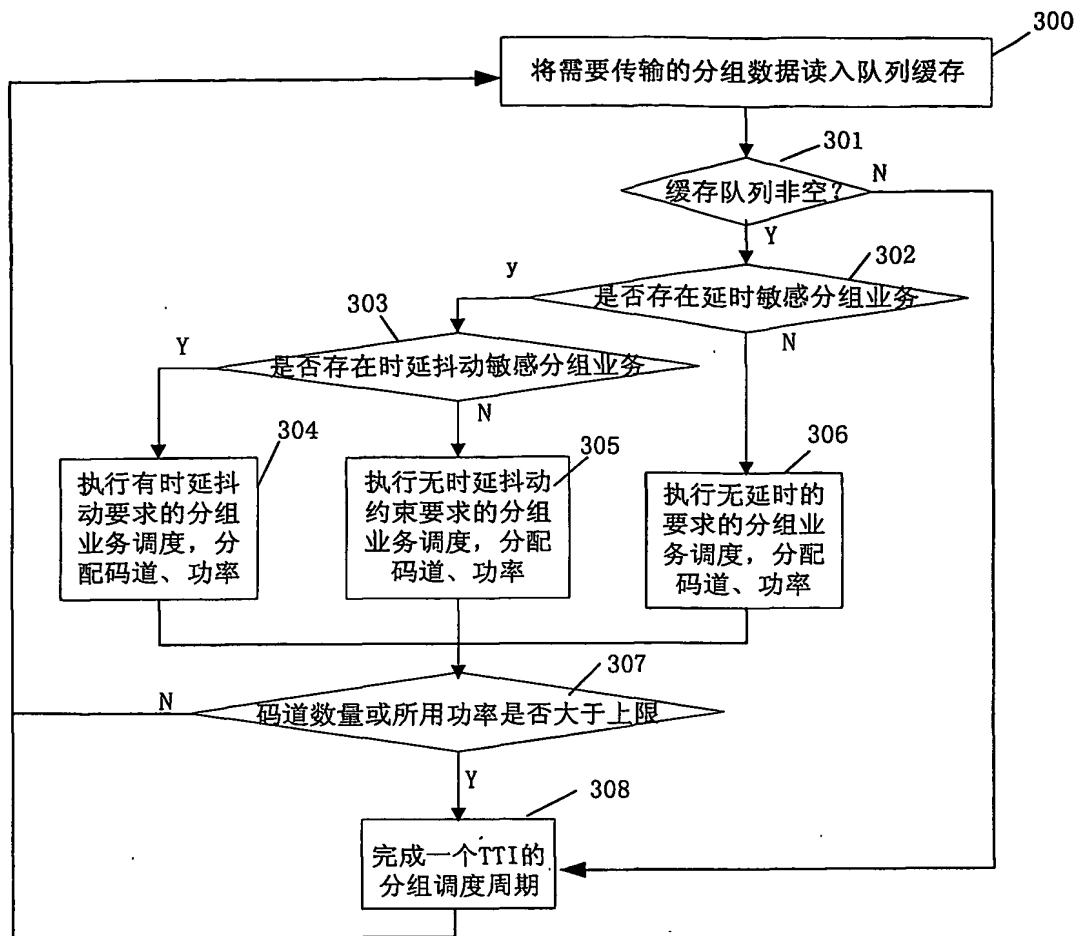 300
将需要传输的分组数据读入队列缓存
301
缓存队列非空?
N
Y
302
y
是否存在延时敏感分组业务
303
N
Y
是否存在时延抖动敏感分组业务
N
304
执行有时延抖
动要求的分组
业务调度，分
配码道、功率
305
执行无时延抖动
约束要求的分组
业务调度，分配
码道、功率
306
执行无延时的
要求的分组业
务调度，分配
码道、功率
307
N
码道数量或所用功率是否大于上限
Y
308
完成一个TTI的
分组调度周期